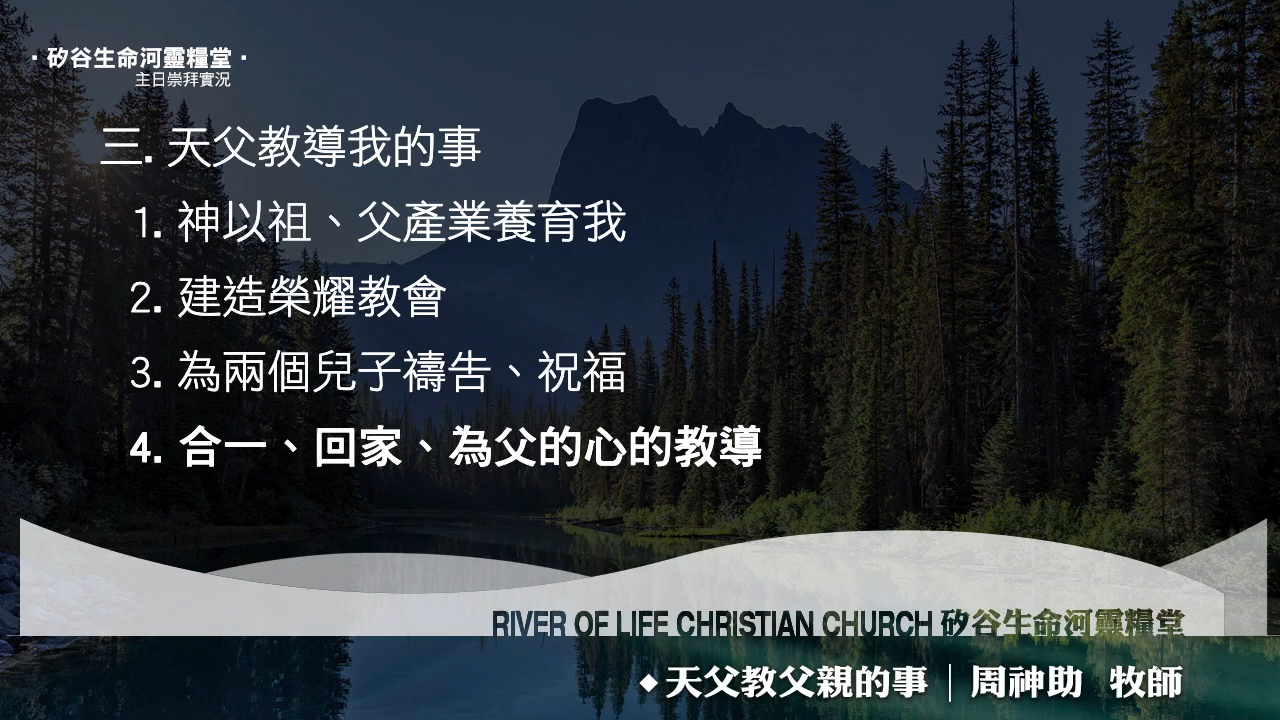 ·矽谷生命河靈糧堂·
主日崇拜實況
三. 天父教導我的事
1. 神以祖、父產業養育我
2. 建造榮耀教會
3. 為兩個兒子禱告、祝福
4. 合一、回家、為父的心的教導
RIVER OF LIFE CHRISTIAN CHURCH 矽谷生命河靈糧堂
◆天父教父親的事｜周神助 牧師